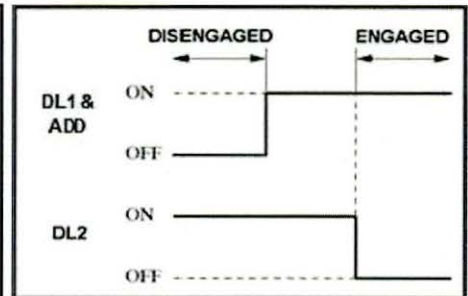 DISENGAGED ENGAGED
ON
DL1 &
ADD
OFF
ON
DL2
OFF